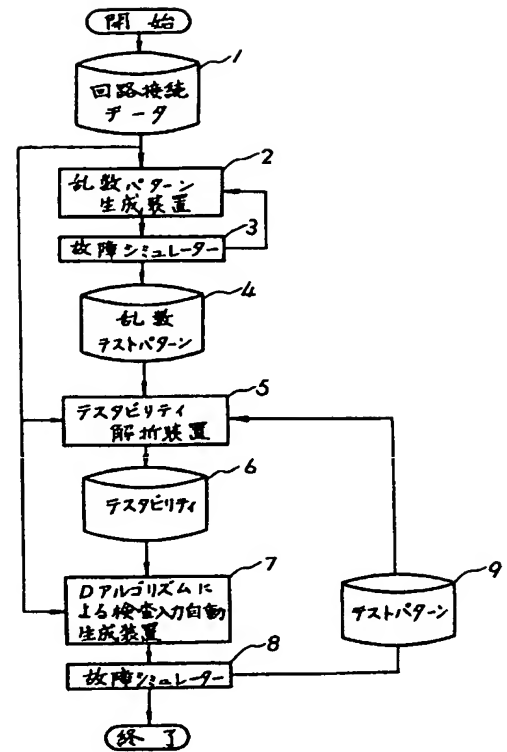 開始
1
回路接続
データ
2
乱数パターン
生成装置
3
故障シミュレーター
4
乱数
テストパターン
5
テスタビリティ
解析装置
6
テスタビリティ
7
Dアルゴリズムに
よる検査入力自動
生成装置
9
テストパターン
8
故障シミュレーター
終了